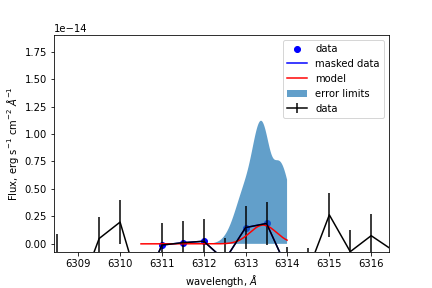 1e−14
1.75
1.50
1.25
1.00
0.75
0.50
0.25
0.00
Flux, erg s⁻¹ cm⁻² Å⁻¹
data
masked data
model
error limits
data
6309 6310 6311 6312 6313 6314 6315 6316
wavelength, Å